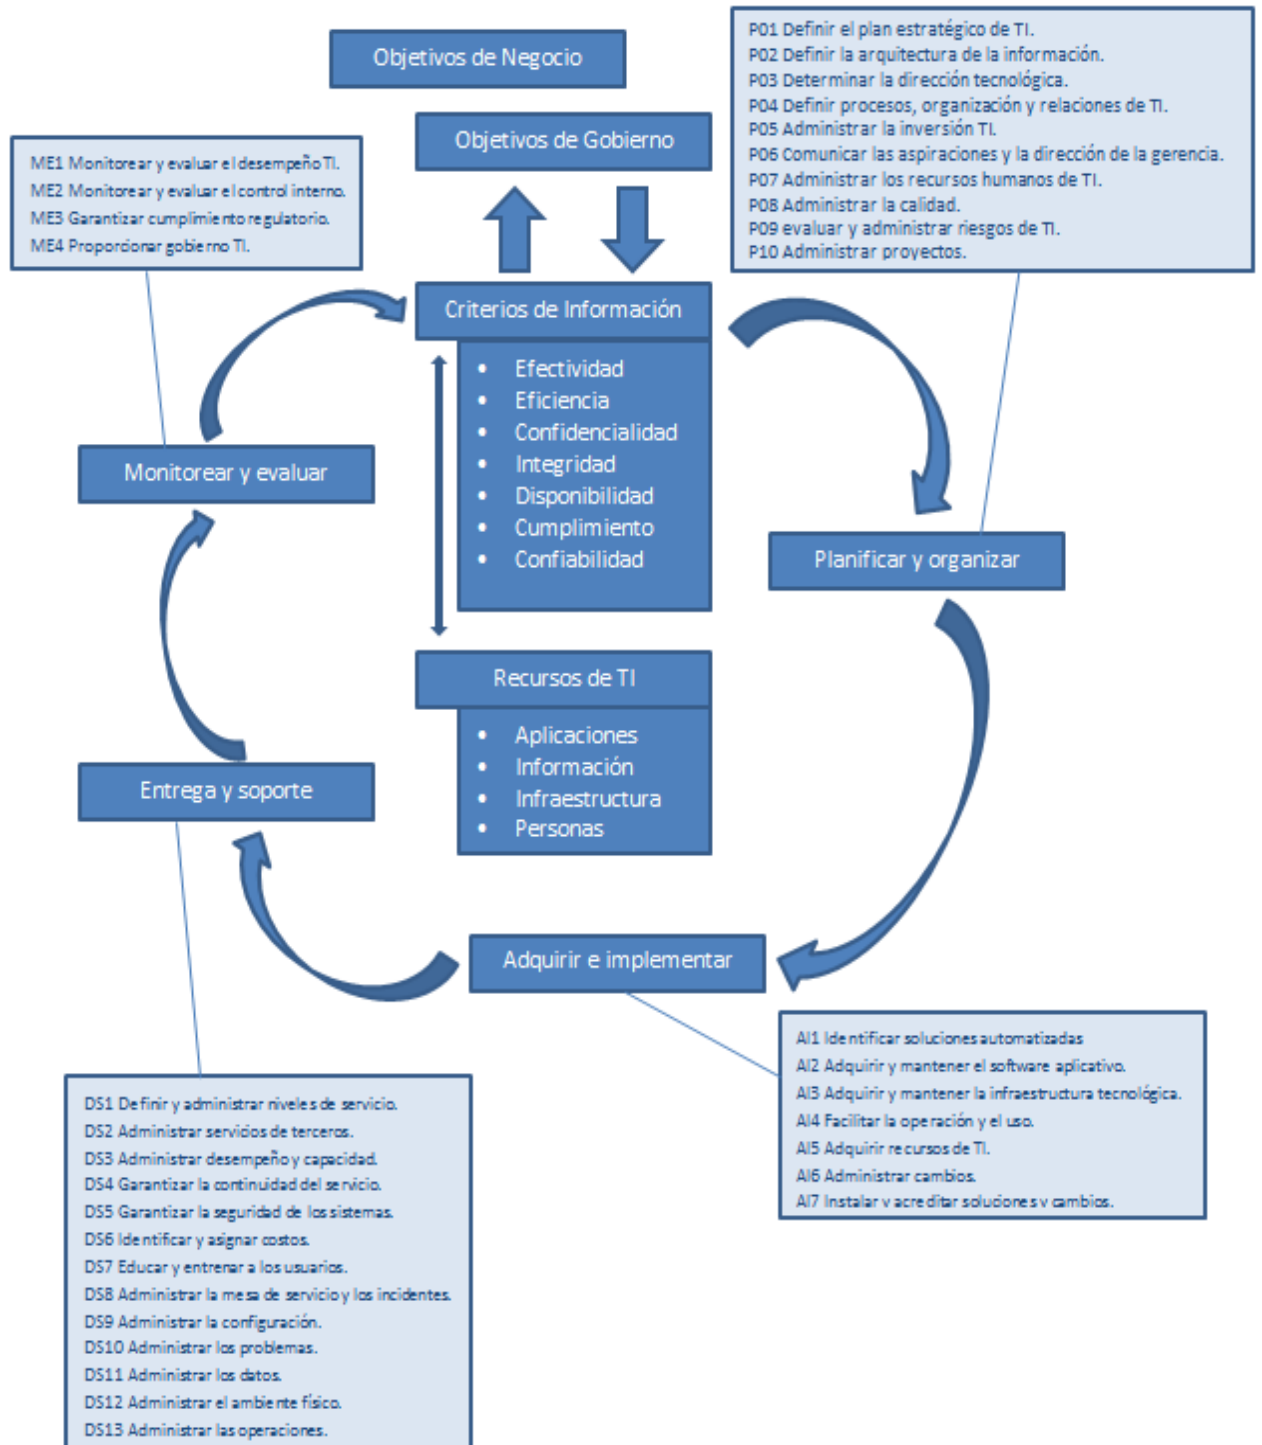 Objetivos de Negocio
Objetivos de Gobierno
P01 Definir el plan estratégico de TI.
P02 Definir la arquitectura de la información.
P03 Determinar la dirección tecnológica.
P04 Definir procesos, organización y relaciones de TI.
P05 Administrar la inversión TI.
P06 Comunicar las aspiraciones y la dirección de la gerencia.
P07 Administrar los recursos humanos de TI.
P08 Administrar la calidad.
P09 evaluar y administrar riesgos de TI.
P10 Administrar proyectos.
ME1 Monitorear y evaluar el desempeño TI.
ME2 Monitorear y evaluar el control interno.
ME3 Garantizar cumplimiento regulatorio.
ME4 Proporcionar gobierno TI.
Criterios de Información
• Efectividad
• Eficiencia
• Confidencialidad
• Integridad
• Disponibilidad
• Cumplimiento
• Confiabilidad
Monitorear y evaluar
Planificar y organizar
Recursos de TI
• Aplicaciones
• Información
• Infraestructura
• Personas
Entrega y soporte
Adquirir e implementar
AI1 Identificar soluciones automatizadas
AI2 Adquirir y mantener el software aplicativo.
AI3 Adquirir y mantener la infraestructura tecnológica.
AI4 Facilitar la operación y el uso.
AI5 Adquirir recursos de TI.
AI6 Administrar cambios.
AI7 Instalar y acreditar soluciones y cambios.
DS1 Definir y administrar niveles de servicio.
DS2 Administrar servicios de terceros.
DS3 Administrar desempeño y capacidad.
DS4 Garantizar la continuidad del servicio.
DS5 Garantizar la seguridad de los sistemas.
DS6 Identificar y asignar costos.
DS7 Educar y entrenar a los usuarios.
DS8 Administrar la mesa de servicio y los incidentes.
DS9 Administrar la configuración.
DS10 Administrar los problemas.
DS11 Administrar los datos.
DS12 Administrar el ambiente físico.
DS13 Administrar las operaciones.